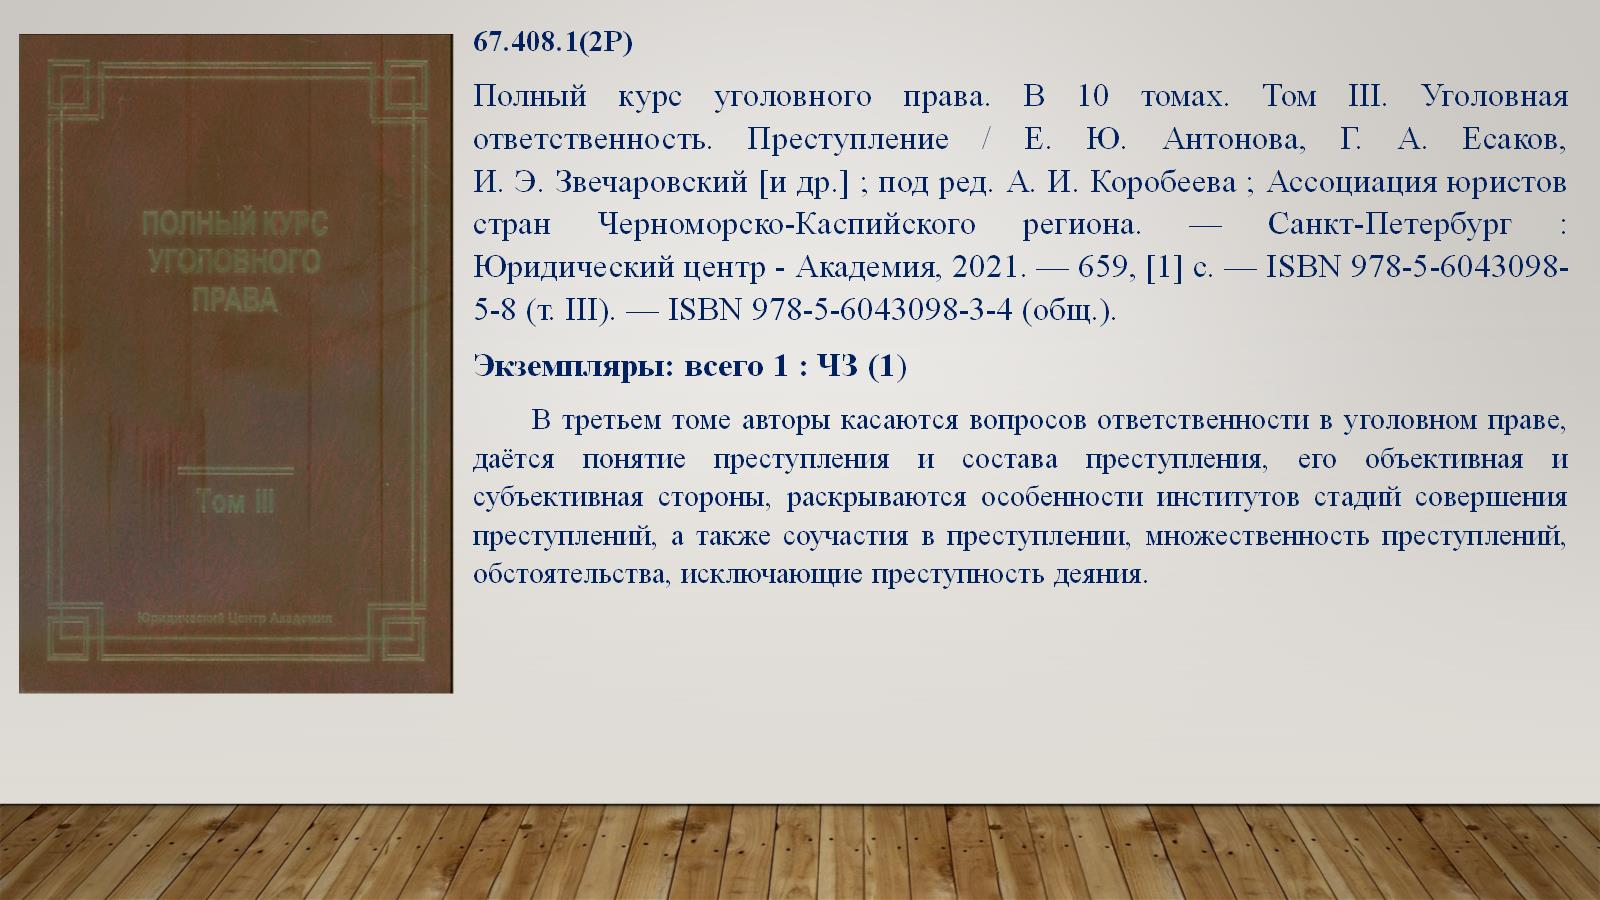 ПОЛНЫЙ КУРС
УГОЛОВНОГО
ПРАВА
Том III
Юридический Центр Академия
67.408.1(2Р)
Полный курс уголовного права. В 10 томах. Том III. Уголовная
ответственность. Преступление / Е. Ю. Антонова, Г. А. Есаков,
И. Э. Звечаровский [и др.] ; под ред. А. И. Коробеева ; Ассоциация юристов
стран Черноморско-Каспийского региона. — Санкт-Петербург :
Юридический центр - Академия, 2021. — 659, [1] с. — ISBN 978-5-6043098-
5-8 (т. III). — ISBN 978-5-6043098-3-4 (общ.).
Экземпляры: всего 1 : ЧЗ (1)
В третьем томе авторы касаются вопросов ответственности в уголовном праве,
даётся понятие преступления и состава преступления, его объективная и
субъективная стороны, раскрываются особенности институтов стадий совершения
преступлений, а также соучастия в преступлении, множественность преступлений,
обстоятельства, исключающие преступность деяния.